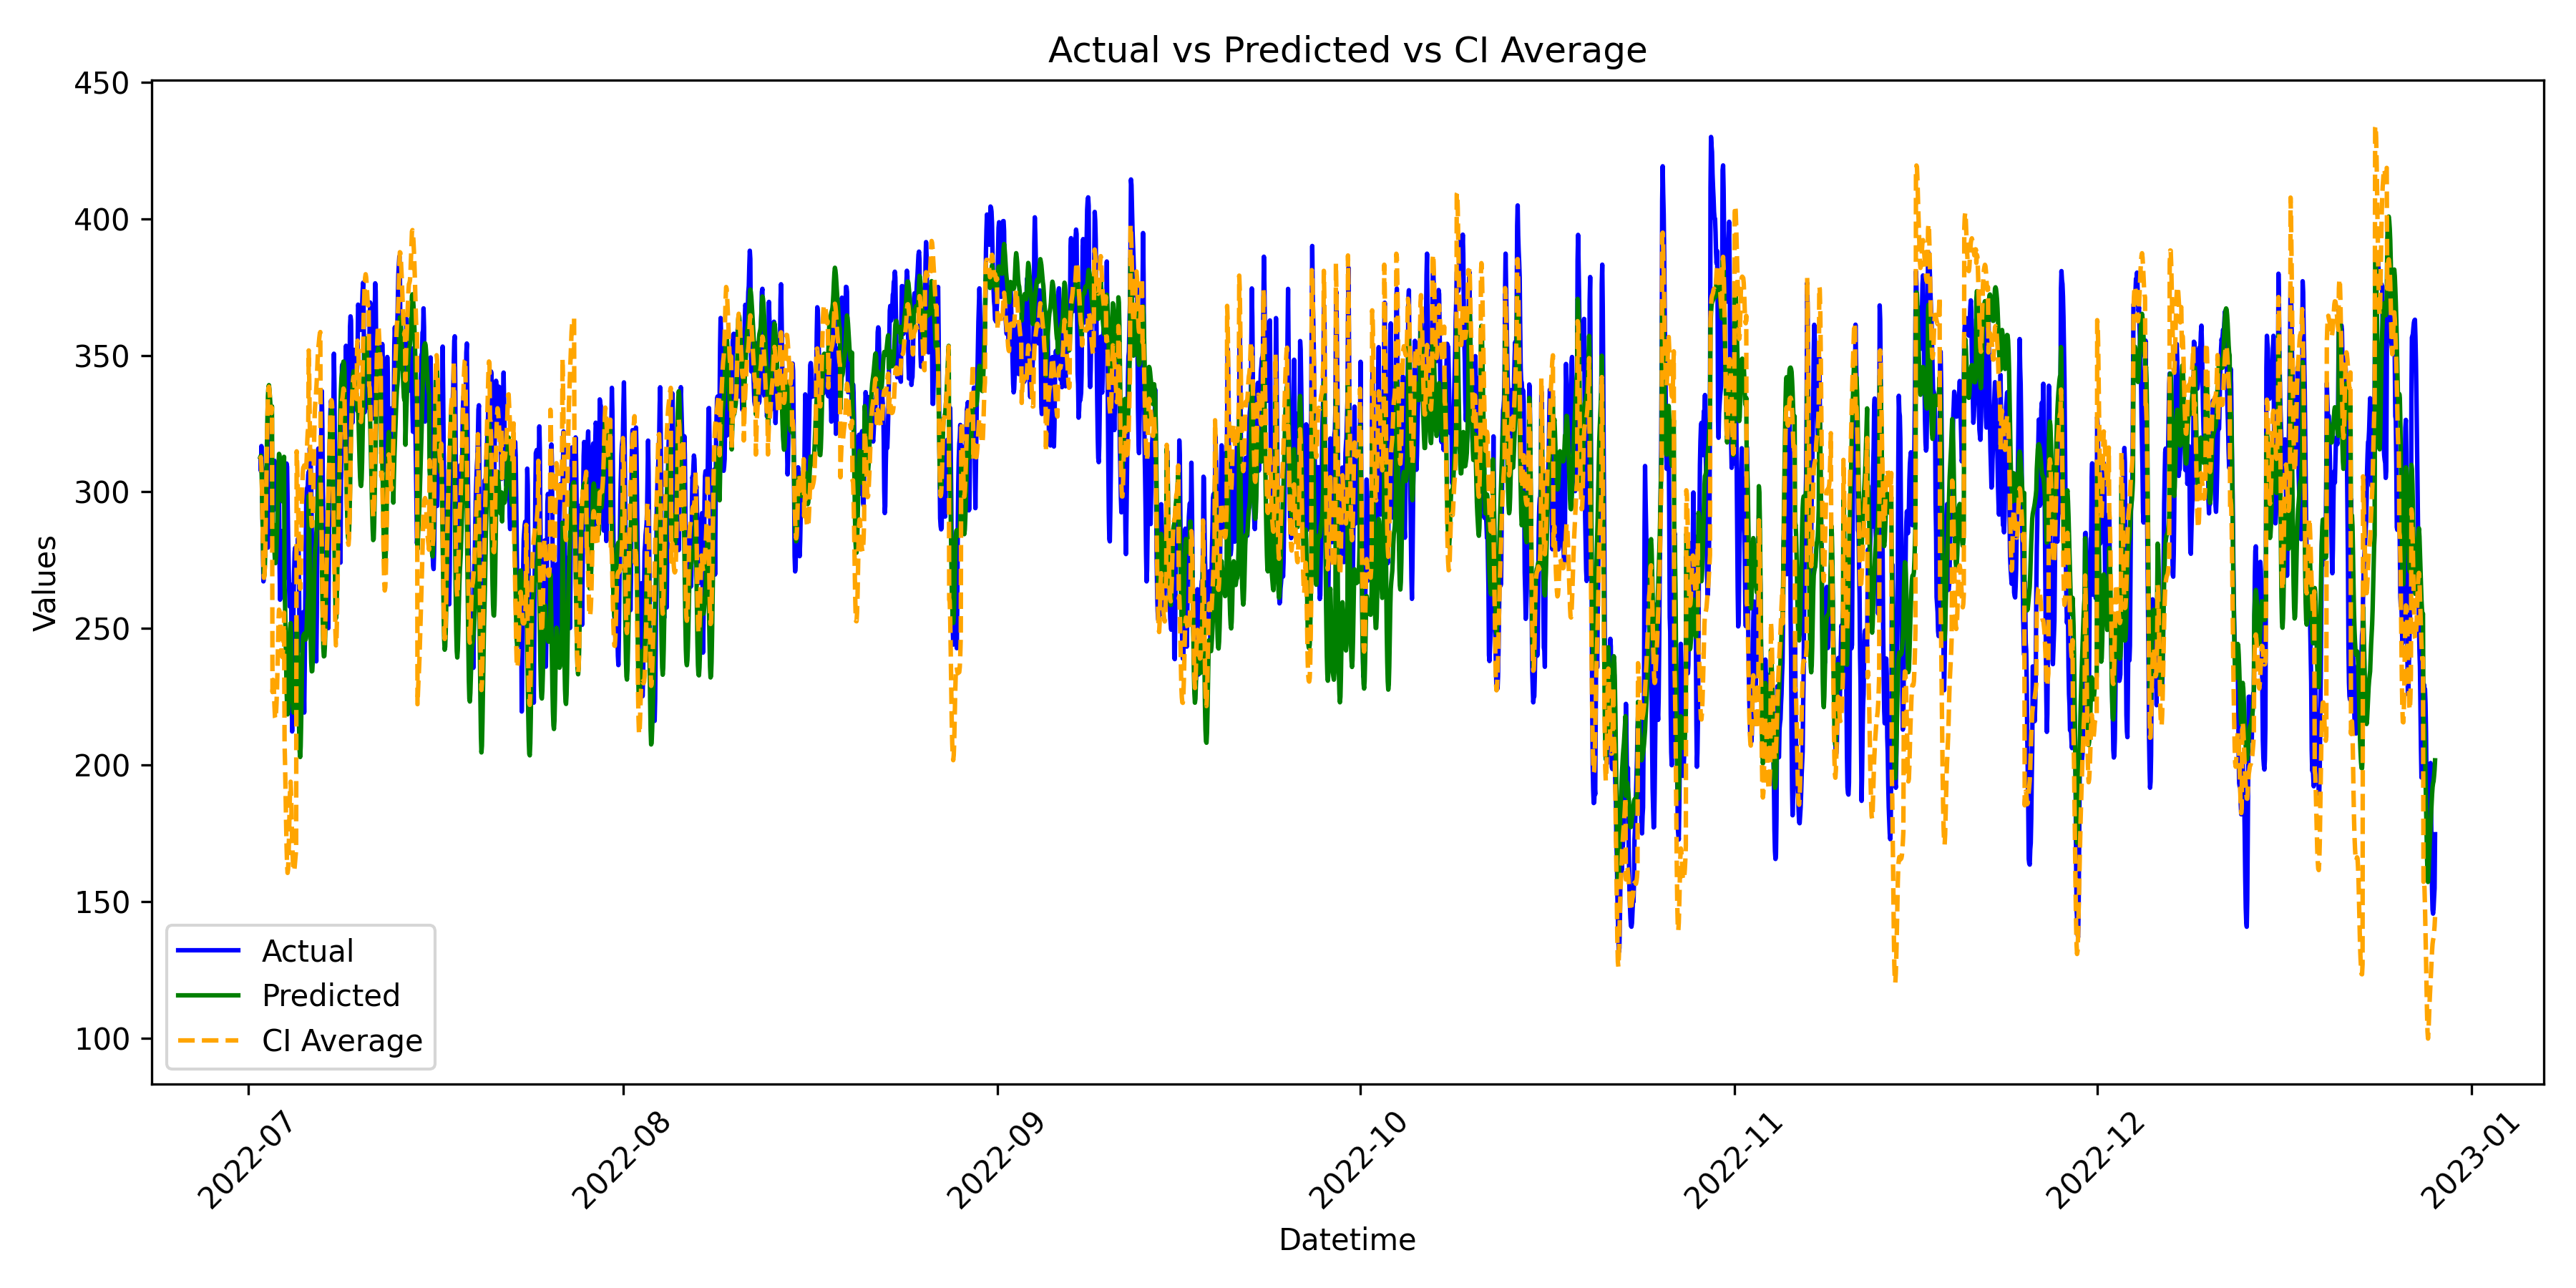 Actual vs Predicted vs CI Average
450
400
350
300
250
200
150
100
Values
Actual
Predicted
CI Average
2022-07
2022-08
2022-09
2022-10
2022-11
2022-12
2023-01
Datetime